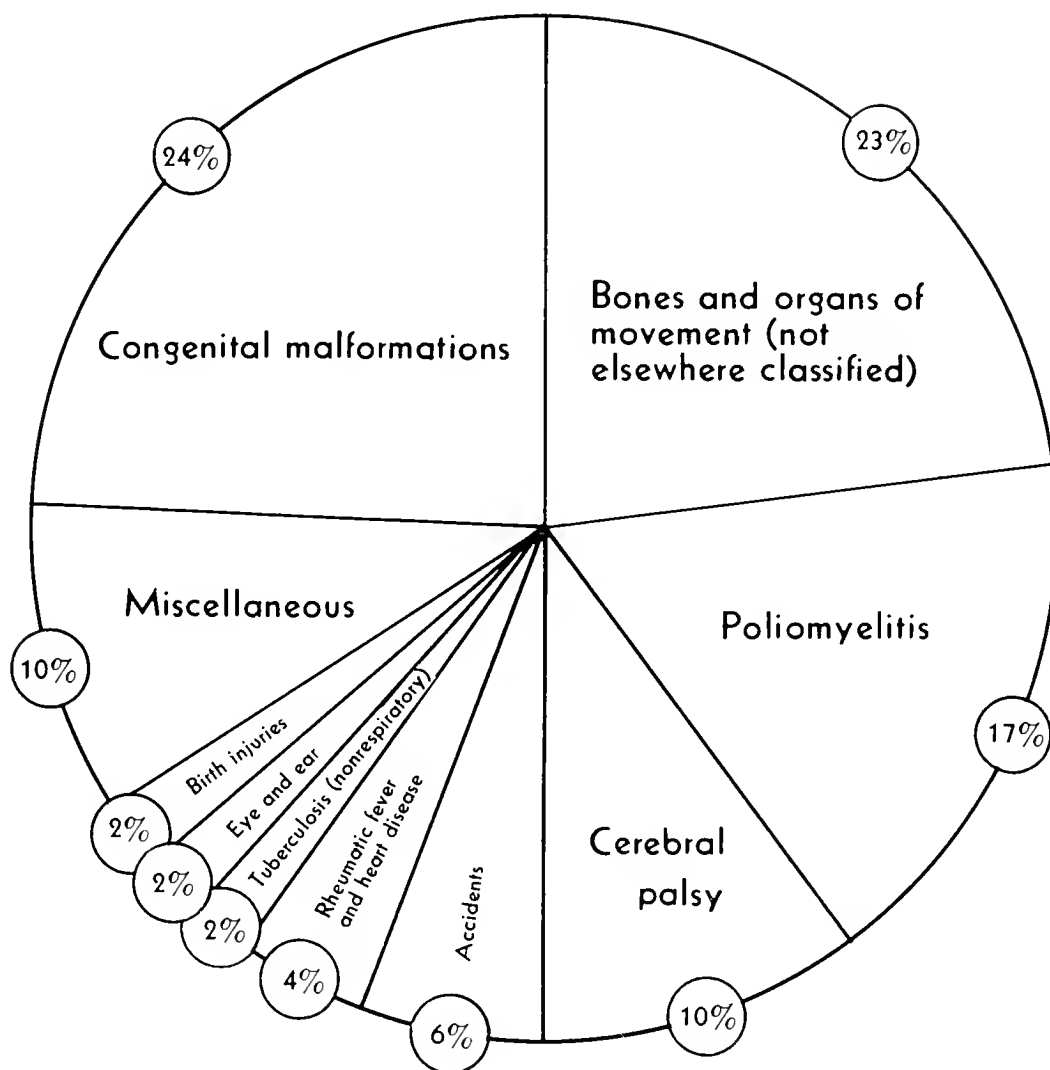 24%
Congenital malformations
23%
Bones and organs of
movement (not
elsewhere classified)
Poliomyelitis
17%
Cerebral
palsy
10%
Accidents
6%
Rheumatic fever
and heart disease
4%
Tuberculosis (nonrespiratory)
2%
Eye and ear
2%
Birth injuries
2%
Miscellaneous
10%